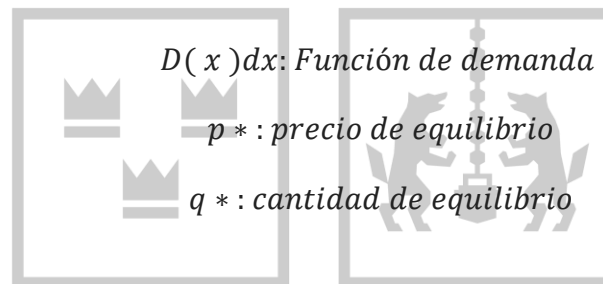 D( x )dx: Función de demanda
p ∗ : precio de equilibrio
q ∗ : cantidad de equilibrio